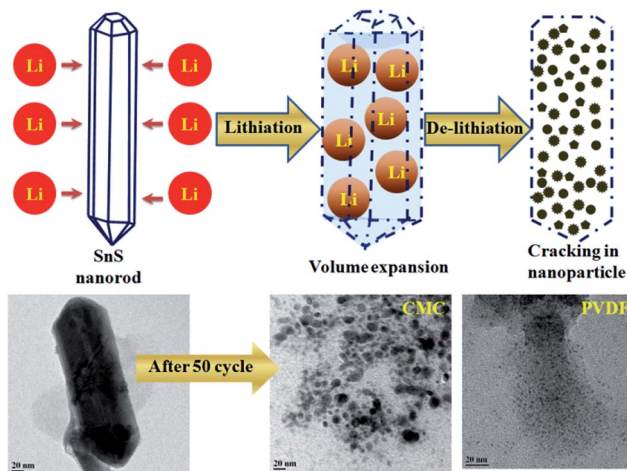 Li
Li
Li
Li
Li
Li
Lithiation
Li
Li
Li
Li
Li
Li
De-lithiation
SnS
nanorod
Volume expansion
Cracking in
nanoparticle
20 nm
After 50 cycle
CMC
20 nm
PVDF
20 nm